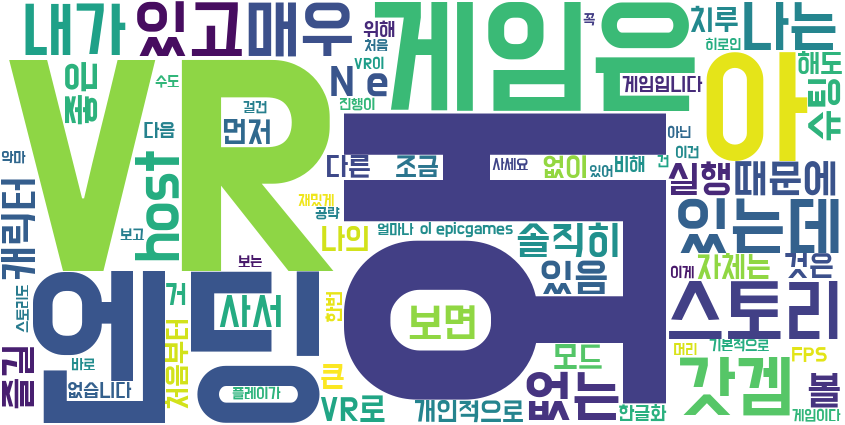 내가
있고
매우
위해
처음
VR이
게임은
꼭
치루
히로인
나는
VR
좋은
수도
걸건
N e
진행이
게임입니다
아
해도
슈팅
다음
먼저
악마
host
캐릭터
보고
다른
조금
재밌게
공략
나의
얼마나
ol epicgames
사세요
없이
있어
비해
건
이건
아닌
실행
때문에
있는데
솔직히
있음
이게
자체는
것은
보는
스토리도
엔딩
거
사서
한번
처음부터
보면
스토리
모드
머리
기본적으로
FPS
즐길
바로
없습니다
플레이가
큰
VR로
개인적으로
없는
한글화
갓겜
볼
게임이다